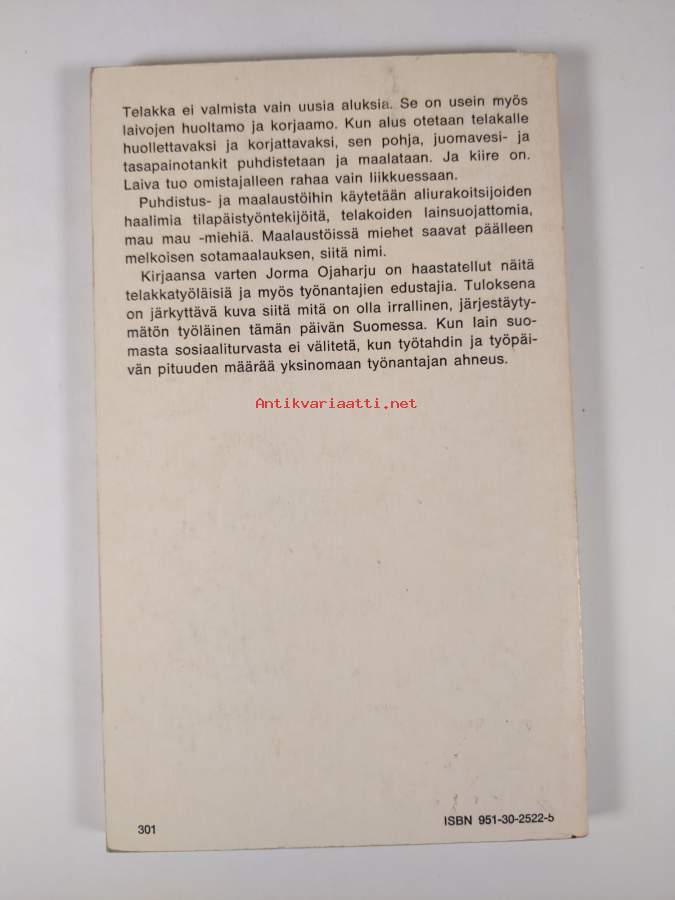 Telakka ei valmista vain uusia aluksia. Se on usein myös
laivojen huoltamo ja korjaamo. Kun alus otetaan telakalle
huollettavaksi ja korjattavaksi, sen pohja, juomavesi- ja
tasapainotankit puhdistetaan ja maalataan. Ja kiire on.
Laiva tuo omistajalleen rahaa vain liikkuessaan.
Puhdistus- ja maalaustöihin käytetään aliurakoitsijoiden
haalimia tilapäistyöntekijöitä, telakoiden lainsuojattomia,
mau mau -miehiä. Maalaustöissä miehet saavat päälleen
melkoisen sotamaalauksen, siitä nimi.
Kirjaansa varten Jorma Ojaharju on haastatellut näitä
telakkatyöläisiä ja myös työnantajien edustajia. Tuloksena
on järkyttävä kuva siitä mitä on olla irrallinen, järjestäyty-
mätön työläinen tämän päivän Suomessa. Kun lain suo-
masta sosiaaliturvasta ei välitetä, kun työtahdin ja työpäi-
vän pituuden määrää yksinomaan työnantajan ahneus.
Antikvariaatti.net
301
ISBN 951-30-2522-5